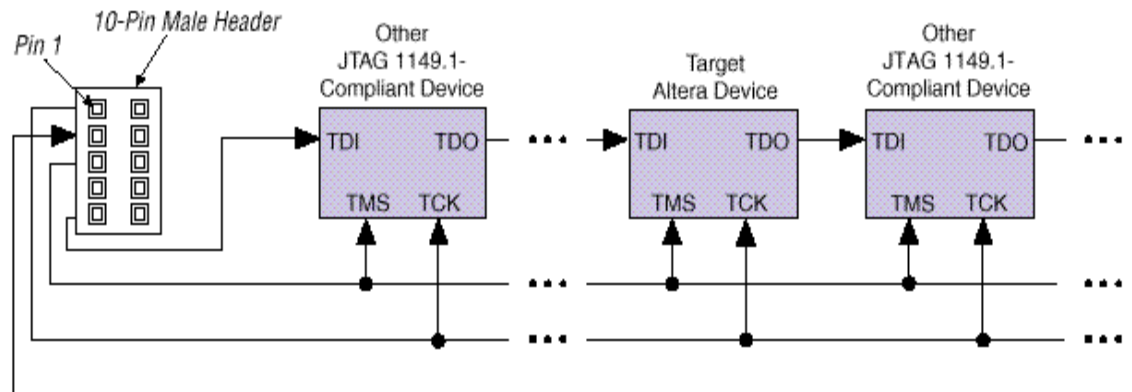 10-Pin Male Header
Pin 1
Other
JTAG 1149.1-
Compliant Device
Target
Altera Device
Other
JTAG 1149.1-
Compliant Device
TDI TDO
TMS TCK
TDI TDO
TMS TCK
TDI TDO
TMS TCK